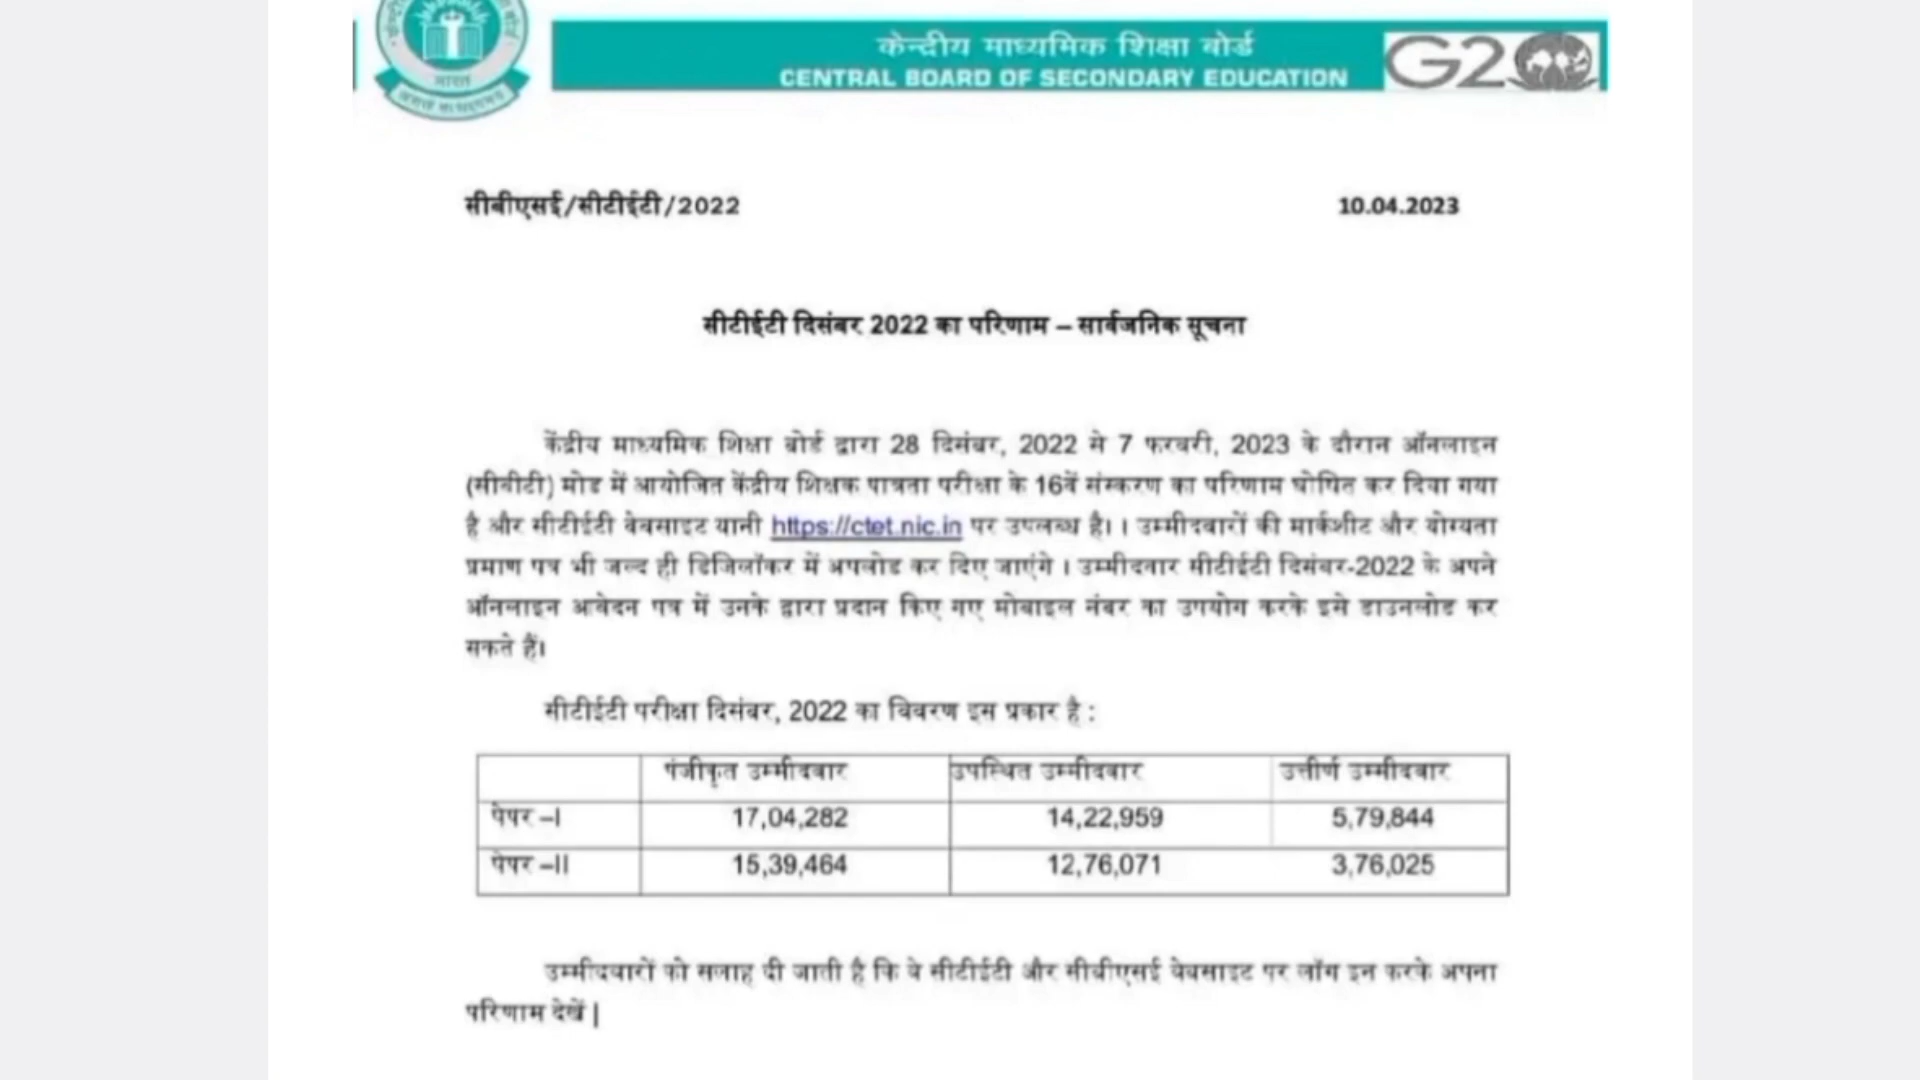 केन्द्रीय माध्यमिक शिक्षा बोर्ड
CENTRAL BOARD OF SECONDARY EDUCATION
G20
भारत
सीबीएसई/सीटीईटी/2022 10.04.2023
सीटीईटी दिसंबर 2022 का परिणाम – सार्वजनिक सूचना
केंद्रीय माध्यमिक शिक्षा बोर्ड द्वारा 28 दिसंबर, 2022 से 7 फरवरी, 2023 के दौरान ऑनलाइन
(सीबीटी) मोड में आयोजित केंद्रीय शिक्षक पात्रता परीक्षा के 16वें संस्करण का परिणाम घोषित कर दिया गया
है और सीटीईटी वेबसाइट यानी https://ctet.nic.in पर उपलब्ध है। । उम्मीदवारों की मार्कशीट और योग्यता
प्रमाण पत्र भी जल्द ही डिजिलॉकर में अपलोड कर दिए जाएंगे । उम्मीदवार सीटीईटी दिसंबर-2022 के अपने
ऑनलाइन आवेदन पत्र में उनके द्वारा प्रदान किए गए मोबाइल नंबर का उपयोग करके इसे डाउनलोड कर
सकते हैं।
सीटीईटी परीक्षा दिसंबर, 2022 का विवरण इस प्रकार है :
पंजीकृत उम्मीदवार उपस्थित उम्मीदवार उत्तीर्ण उम्मीदवार
पेपर –I 17,04,282 14,22,959 5,79,844
पेपर –II 15,39,464 12,76,071 3,76,025
उम्मीदवारों को सलाह दी जाती है कि वे सीटीईटी और सीबीएसई वेबसाइट पर लॉग इन करके अपना
परिणाम देखें |